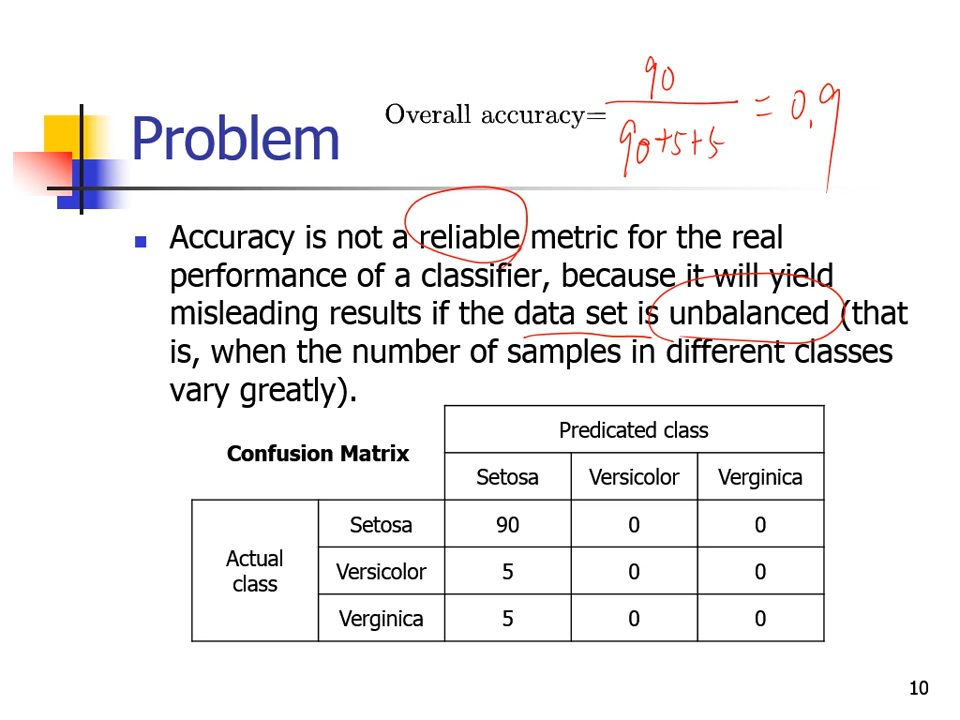 Problem
Overall accuracy= 90 / 90+5+5 = 0.9
■ Accuracy is not a reliable metric for the real
performance of a classifier, because it will yield
misleading results if the data set is unbalanced (that
is, when the number of samples in different classes
vary greatly).
Confusion Matrix
Predicated class
Setosa Versicolor Verginica
Actual class
Setosa 90 0 0
Versicolor 5 0 0
Verginica 5 0 0
10